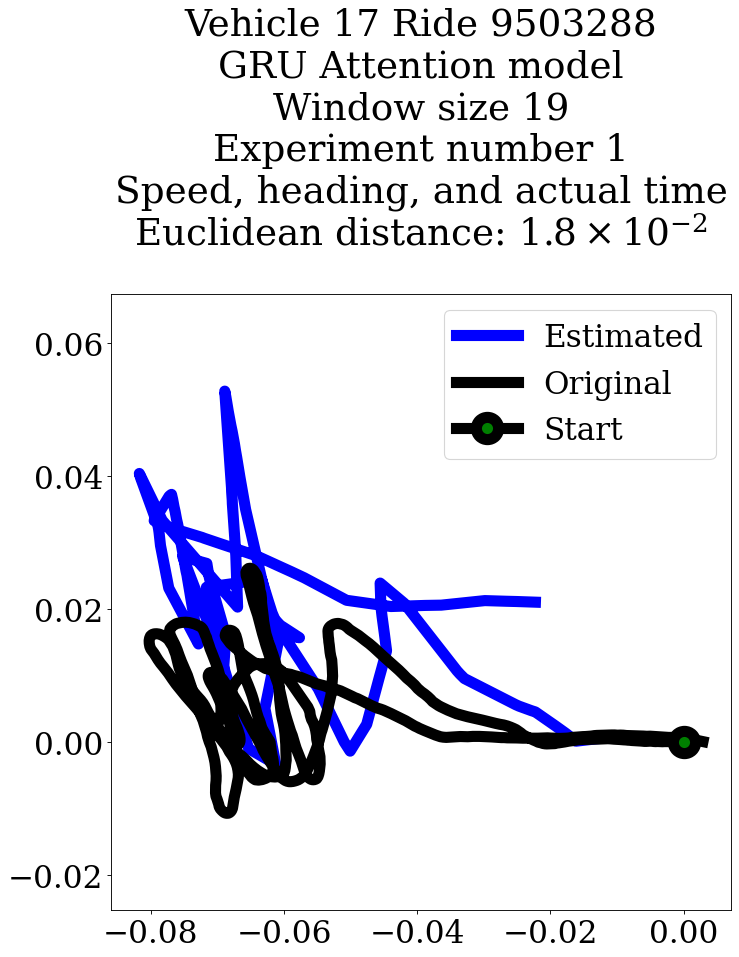 Vehicle 17 Ride 9503288
GRU Attention model
Window size 19
Experiment number 1
Speed, heading, and actual time
Euclidean distance: 1.8 × 10⁻²
Estimated
Original
Start
0.06
0.04
0.02
0.00
−0.02
−0.08 −0.06 −0.04 −0.02 0.00